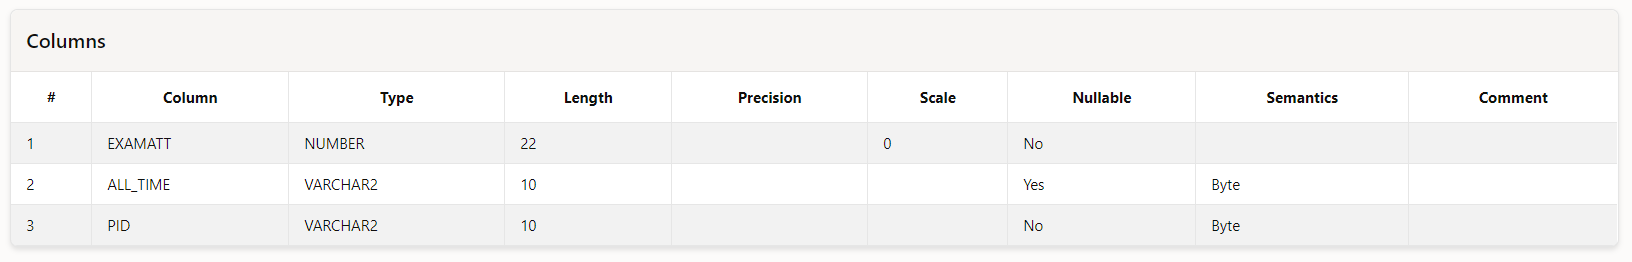 Columns
# Column Type Length Precision Scale Nullable Semantics Comment
1 EXAMATT NUMBER 22 0 No
2 ALL_TIME VARCHAR2 10 Yes Byte
3 PID VARCHAR2 10 No Byte